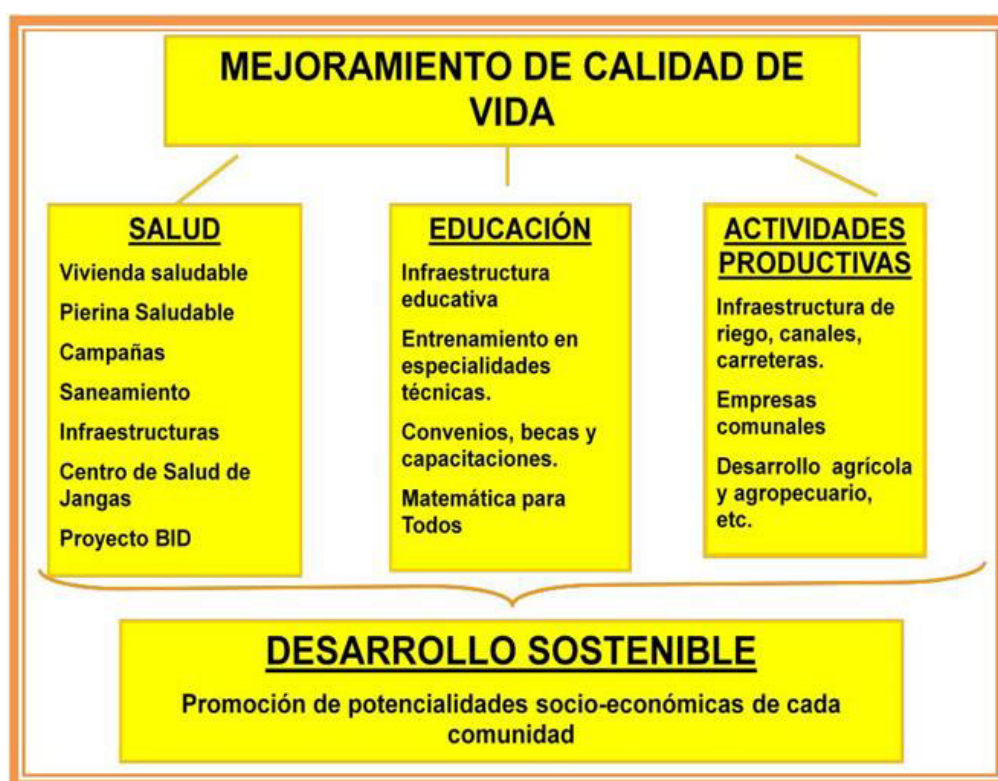 MEJORAMIENTO DE CALIDAD DE
VIDA
SALUD
Vivienda saludable
Pierina Saludable
Campañas
Saneamiento
Infraestructuras
Centro de Salud de
Jangas
Proyecto BID
EDUCACIÓN
Infraestructura
educativa
Entrenamiento en
especialidades
técnicas.
Convenios, becas y
capacitaciones.
Matemática para
Todos
ACTIVIDADES
PRODUCTIVAS
Infraestructura de
riego, canales,
carreteras.
Empresas
comunales
Desarrollo agrícola
y agropecuario,
etc.
DESARROLLO SOSTENIBLE
Promoción de potencialidades socio-económicas de cada
comunidad